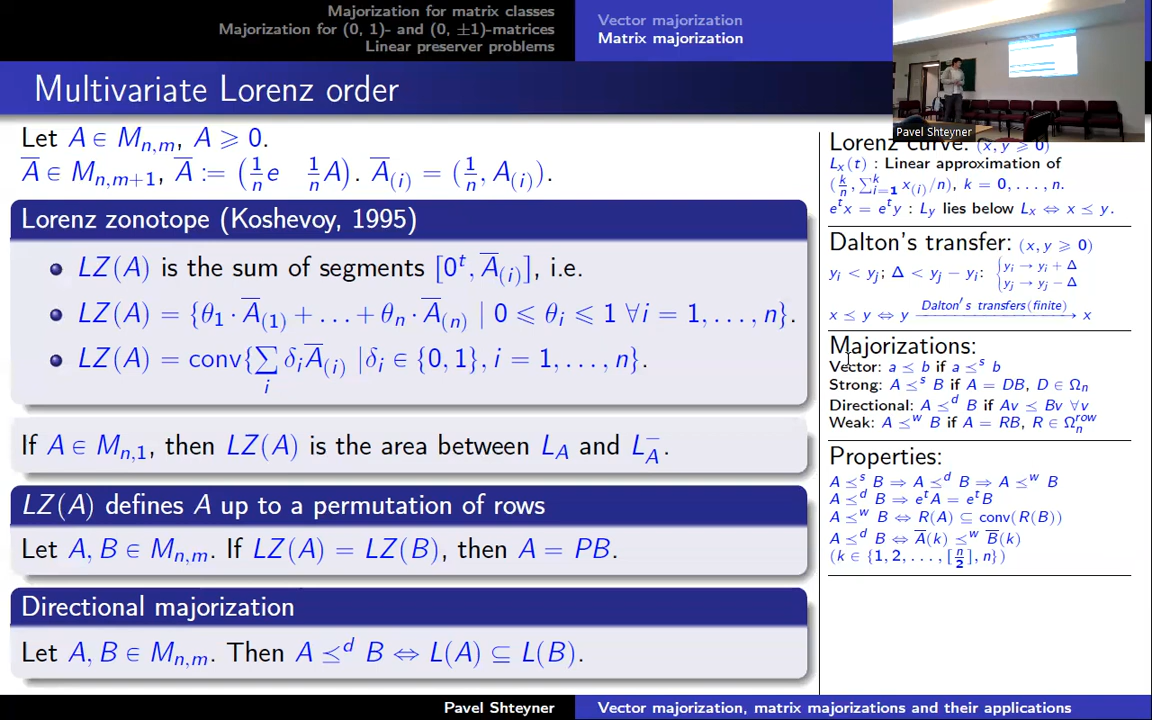 Majorization for matrix classes
Majorization for (0, 1)- and (0, ±1)-matrices
Linear preserver problems
Vector majorization
Matrix majorization
Multivariate Lorenz order
Pavel Shteyner
Let A ∈ M_{n,m}, A ⩾ 0.
A̅ ∈ M_{n,m+1}, A̅ := (1/n e  1/n A). A̅_{(i)} = (1/n, A_{(i)}).
Lorenz zonotope (Koshevoy, 1995)
LZ(A) is the sum of segments [0^t, A̅_{(i)}], i.e.
LZ(A) = {θ_1 · A̅_{(1)} + … + θ_n · A̅_{(n)} | 0 ⩽ θ_i ⩽ 1 ∀i = 1, …, n}.
LZ(A) = conv{∑_i δ_i A̅_{(i)} | δ_i ∈ {0, 1}, i = 1, …, n}.
If A ∈ M_{n,1}, then LZ(A) is the area between L_A and L_A^−.
LZ(A) defines A up to a permutation of rows
Let A, B ∈ M_{n,m}. If LZ(A) = LZ(B), then A = PB.
Directional majorization
Let A, B ∈ M_{n,m}. Then A ⪯^d B ⇔ L(A) ⊆ L(B).
Lorenz curve: (x, y ⩾ 0)
L_x(t) : Linear approximation of
(k/n, ∑_{i=1}^k x_{(i)}/n), k = 0, …, n.
e^t x = e^t y : L_y lies below L_x ⇔ x ⪯ y.
Dalton's transfer: (x, y ⩾ 0)
y_i < y_j; Δ < y_j − y_i: { y_i → y_i + Δ
y_j → y_j − Δ
x ⪯ y ⇔ y Dalton's transfers(finite) → x
Majorizations:
Vector: a ⪯ b if a ⪯^s b
Strong: A ⪯^s B if A = DB, D ∈ Ω_n
Directional: A ⪯^d B if Av ⪯ Bv ∀v
Weak: A ⪯^w B if A = RB, R ∈ Ω_n^{row}
Properties:
A ⪯^s B ⇒ A ⪯^d B ⇒ A ⪯^w B
A ⪯^d B ⇒ e^t A = e^t B
A ⪯^w B ⇔ R(A) ⊆ conv(R(B))
A ⪯^d B ⇔ A̅(k) ⪯^w B̅(k)
(k ∈ {1, 2, …, [n/2], n})
Pavel Shteyner
Vector majorization, matrix majorizations and their applications